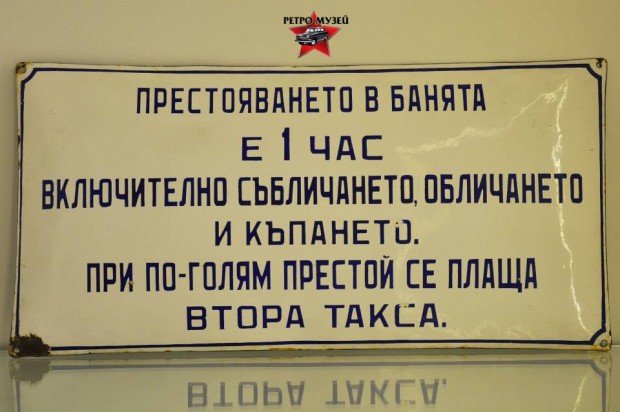 РЕТРО МУЗЕЙ
ПРЕСТОЯВАНЕТО В БАНЯТА
Е 1 ЧАС
ВКЛЮЧИТЕЛНО СЪБЛИЧАНЕТО, ОБЛИЧАНЕТО
И КЪПАНЕТО.
ПРИ ПО-ГОЛЯМ ПРЕСТОЙ СЕ ПЛАЩА
ВТОРА ТАКСА.